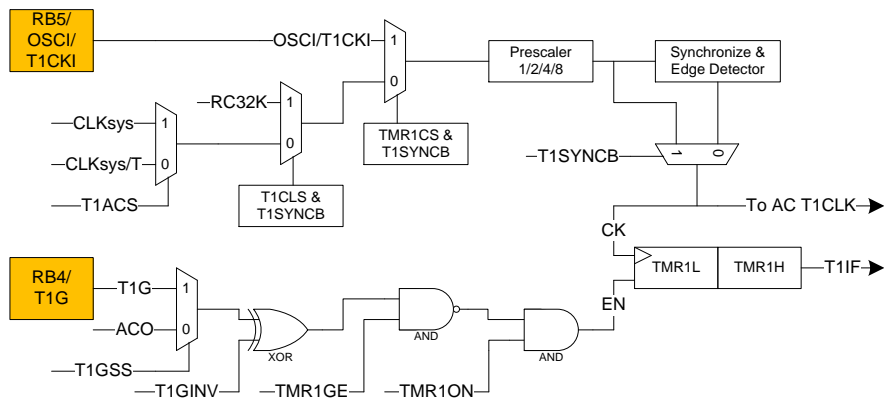 RB5/
OSCI/
T1CKI
OSCI/T1CKI
1
0
Prescaler
1/2/4/8
Synchronize &
Edge Detector
RC32K
1
0
CLKsys
1
CLKsys/T
0
T1ACS
T1CLS &
T1SYNCB
TMR1CS &
T1SYNCB
T1SYNCB
1
0
To AC T1CLK
CK
TMR1L
TMR1H
T1IF
EN
RB4/
T1G
T1G
1
ACO
0
T1GSS
XOR
AND
AND
T1GINV
TMR1GE
TMR1ON